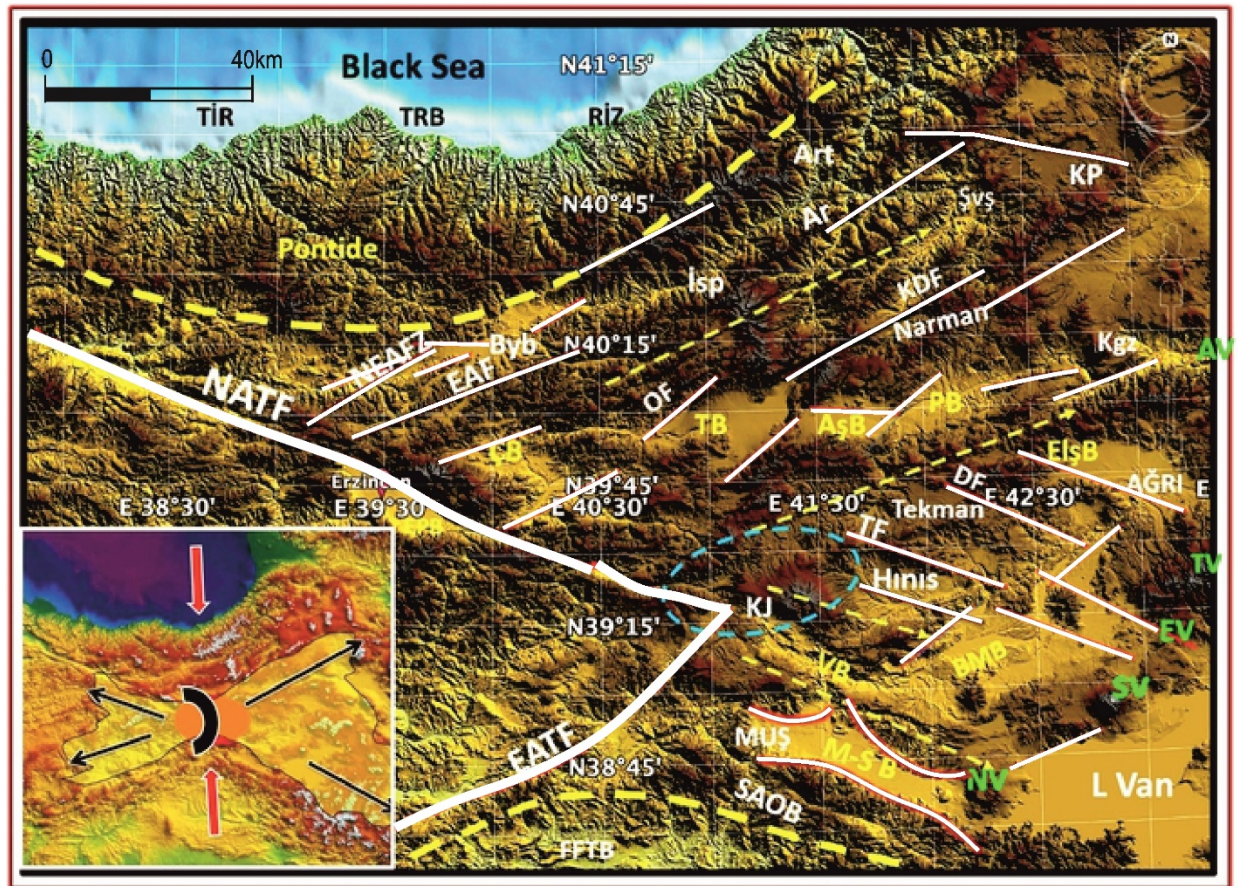 0 40km
Black Sea
N41°15'
N
TİR
TRB
RİZ
Art
KP
N40°45'
Ar
Şvş
Pontide
İsp
KDF
Narman
Byb
N40°15'
Kgz
AV
NEAFZ
EAF
NATF
OF
TB
AşB
PB
ÇB
ElşB
Erzincan
N39°45'
DF
AĞRI
E 38°30'
E 39°30
E 40°30'
E 41°30'
E 42°30'
E
Tekman
TF
Hınıs
TV
KJ
N39°15'
EV
VB
BMB
SV
MUŞ
M-S B
EATF
N38°45'
NV
L Van
SAOB
FFTB